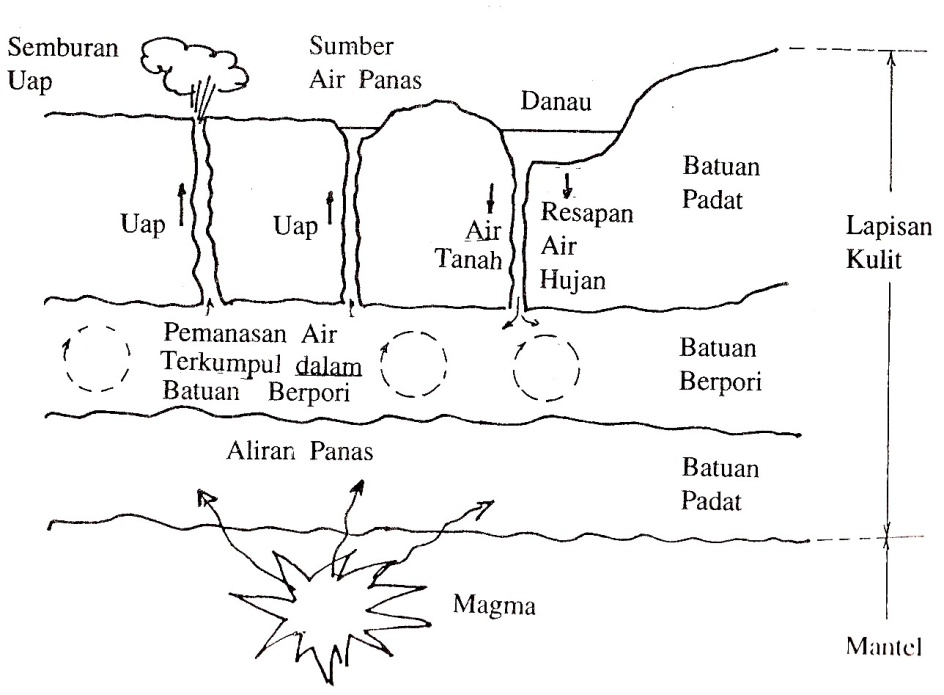 Semburan
Uap
Sumber
Air Panas
Danau
Batuan
Padat
Lapisan
Kulit
Uap
Uap
Air
Tanah
Resapan
Air
Hujan
Pemanasan Air
Terkumpul dalam
Batuan Berpori
Batuan
Berpori
Aliran Panas
Batuan
Padat
Magma
Mantel